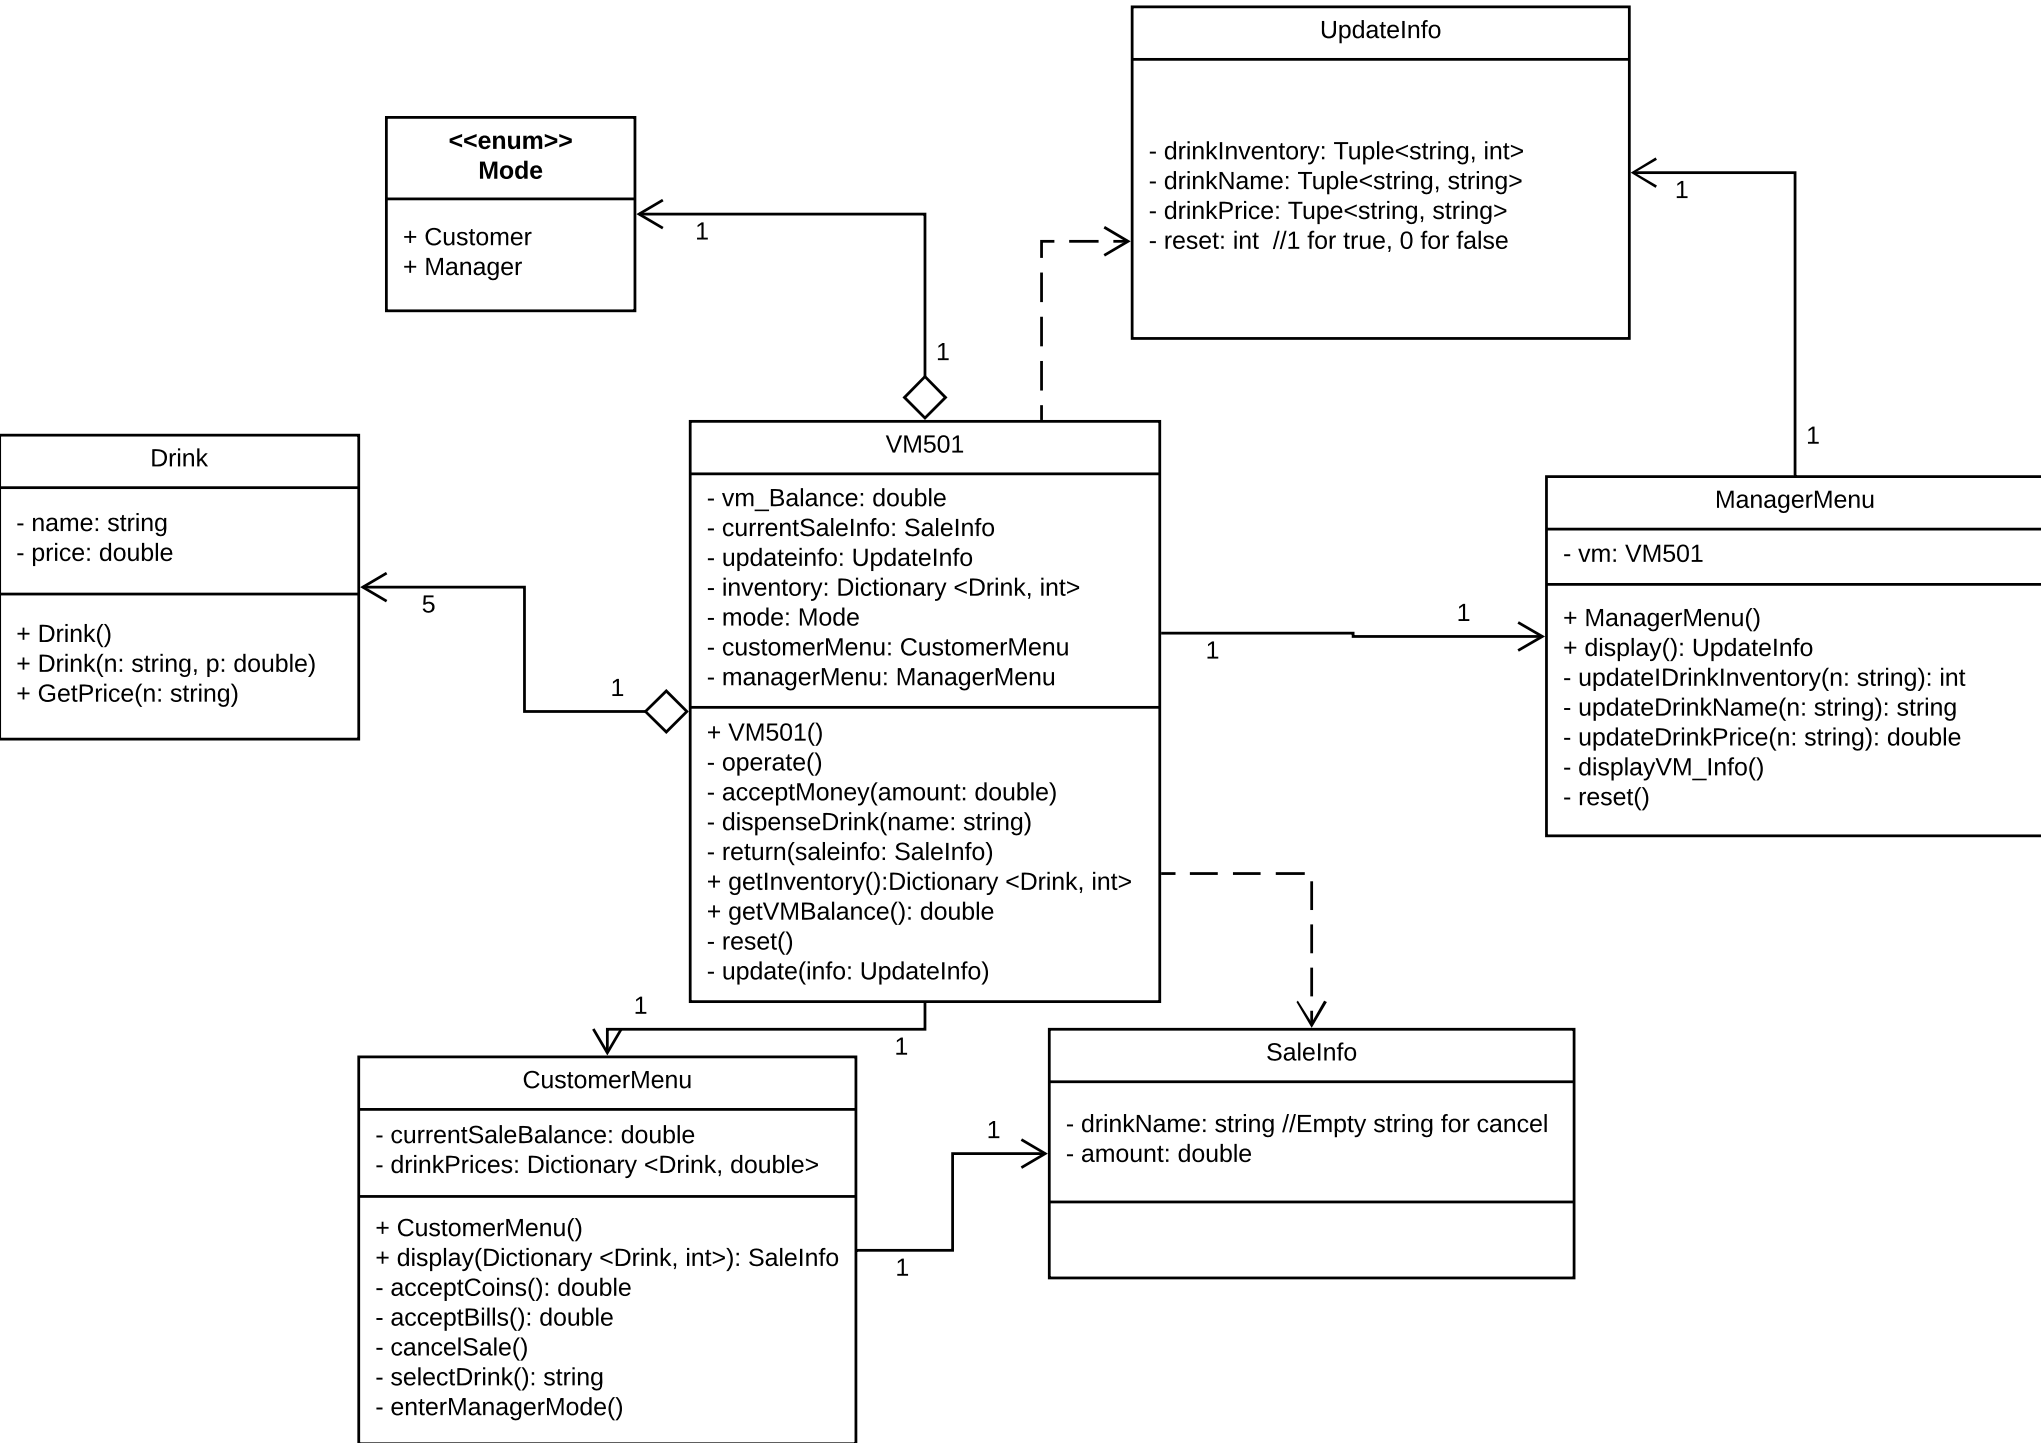 UpdateInfo
- drinkInventory: Tuple<string, int>
- drinkName: Tuple<string, string>
- drinkPrice: Tupe<string, string>
- reset: int  //1 for true, 0 for false
<<enum>>
Mode
+ Customer
+ Manager
1
1
1
1
Drink
- name: string
- price: double
+ Drink()
+ Drink(n: string, p: double)
+ GetPrice(n: string)
5
1
VM501
- vm_Balance: double
- currentSaleInfo: SaleInfo
- updateinfo: UpdateInfo
- inventory: Dictionary <Drink, int>
- mode: Mode
- customerMenu: CustomerMenu
- managerMenu: ManagerMenu
+ VM501()
- operate()
- acceptMoney(amount: double)
- dispenseDrink(name: string)
- return(saleinfo: SaleInfo)
+ getInventory():Dictionary <Drink, int>
+ getVMBalance(): double
- reset()
- update(info: UpdateInfo)
1
1
ManagerMenu
- vm: VM501
+ ManagerMenu()
+ display(): UpdateInfo
- updateIDrinkInventory(n: string): int
- updateDrinkName(n: string): string
- updateDrinkPrice(n: string): double
- displayVM_Info()
- reset()
1
1
CustomerMenu
- currentSaleBalance: double
- drinkPrices: Dictionary <Drink, double>
+ CustomerMenu()
+ display(Dictionary <Drink, int>): SaleInfo
- acceptCoins(): double
- acceptBills(): double
- cancelSale()
- selectDrink(): string
- enterManagerMode()
1
1
SaleInfo
- drinkName: string //Empty string for cancel
- amount: double